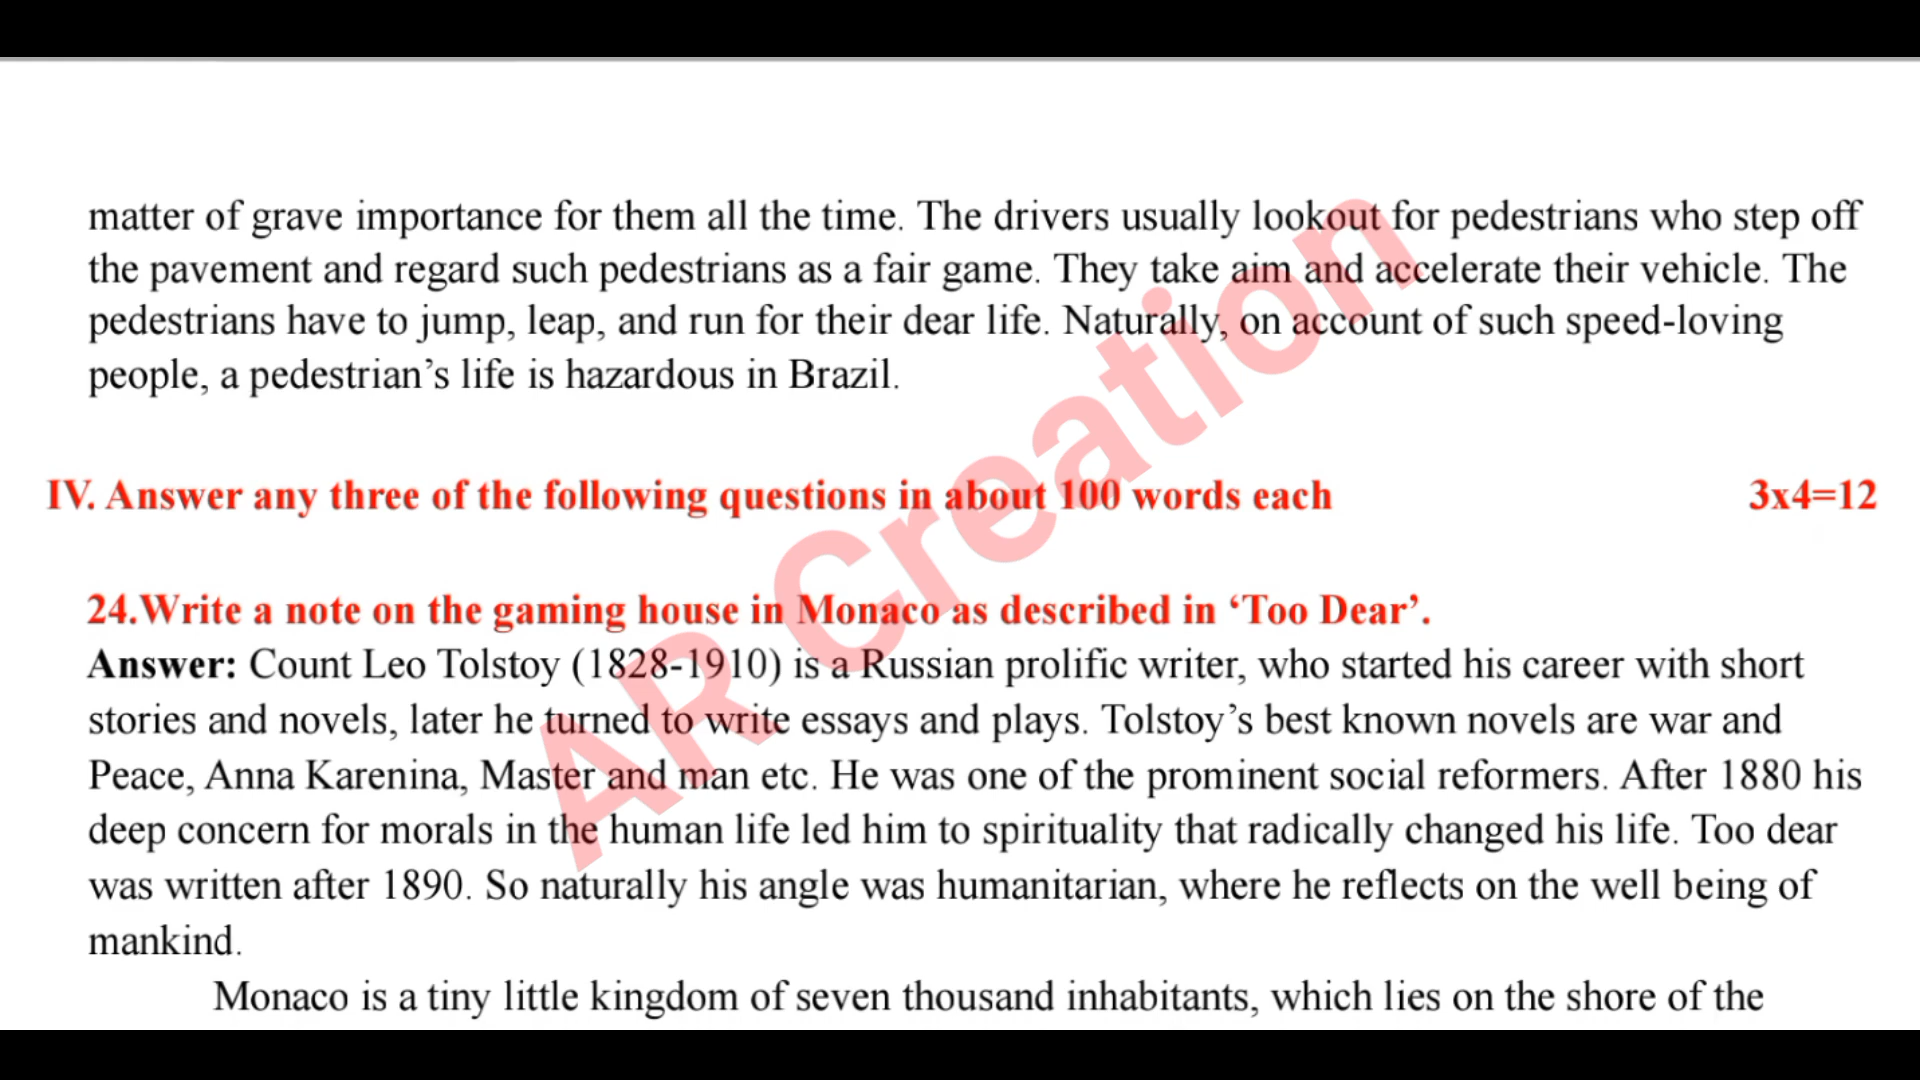 matter of grave importance for them all the time. The drivers usually lookout for pedestrians who step off
the pavement and regard such pedestrians as a fair game. They take aim and accelerate their vehicle. The
pedestrians have to jump, leap, and run for their dear life. Naturally, on account of such speed-loving
people, a pedestrian’s life is hazardous in Brazil.
IV. Answer any three of the following questions in about 100 words each 3x4=12
24.Write a note on the gaming house in Monaco as described in ‘Too Dear’.
Answer: Count Leo Tolstoy (1828-1910) is a Russian prolific writer, who started his career with short
stories and novels, later he turned to write essays and plays. Tolstoy’s best known novels are war and
Peace, Anna Karenina, Master and man etc. He was one of the prominent social reformers. After 1880 his
deep concern for morals in the human life led him to spirituality that radically changed his life. Too dear
was written after 1890. So naturally his angle was humanitarian, where he reflects on the well being of
mankind.
Monaco is a tiny little kingdom of seven thousand inhabitants, which lies on the shore of the
AR Creation